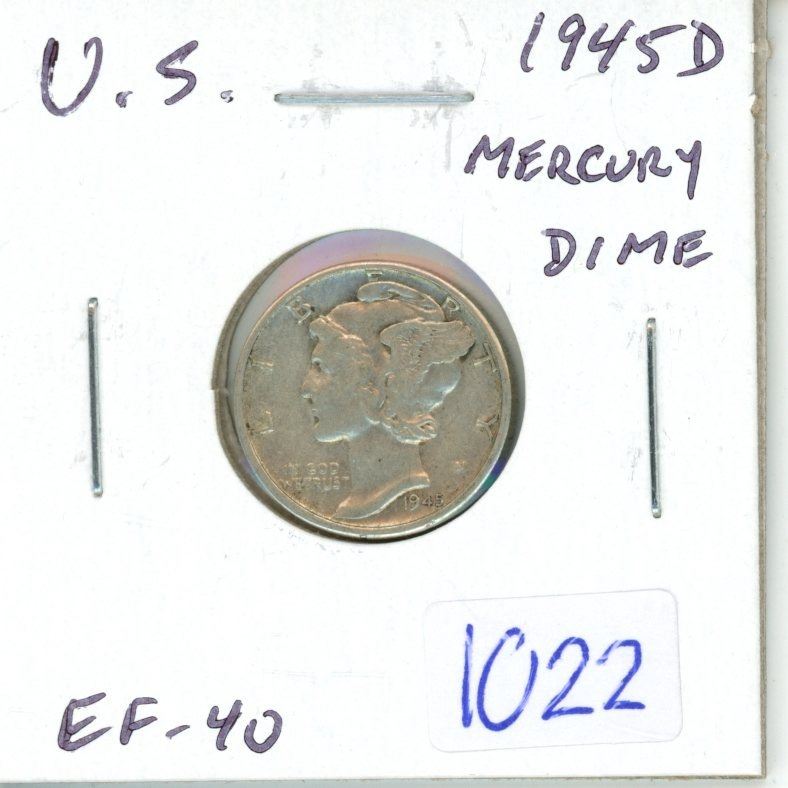 U.S.
1945D
MERCURY
DIME
LIBERTY
IN GOD
WE TRUST
1945
EF-40
1022